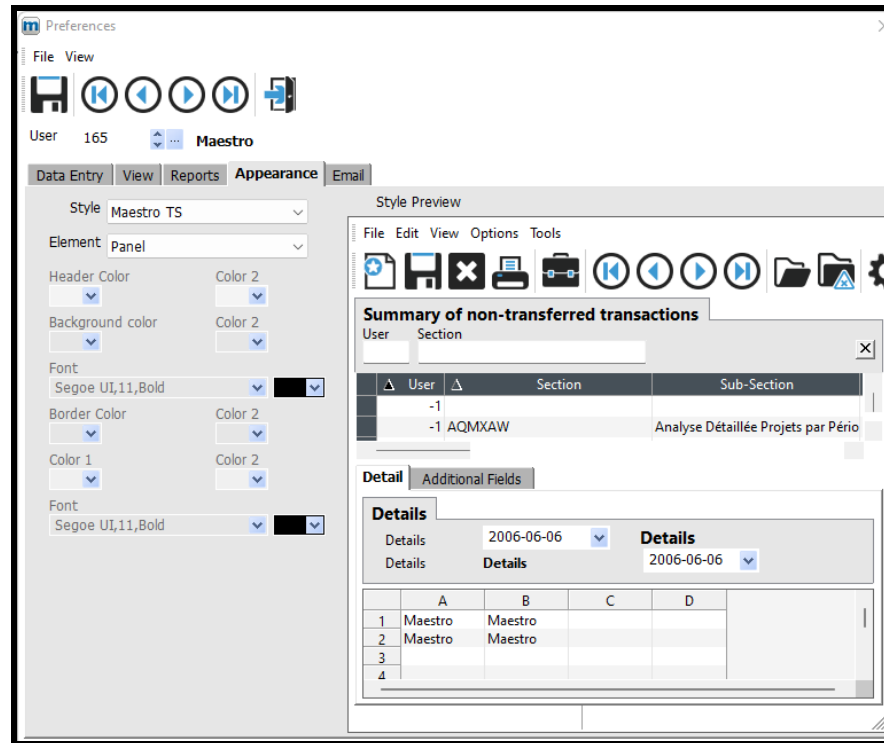 m Preferences
File View
User 165 ... Maestro
Data Entry View Reports Appearance Email
Style Maestro TS
Element Panel
Header Color Color 2
Background color Color 2
Font
Segoe UI,11,Bold
Border Color Color 2
Color 1 Color 2
Font
Segoe UI,11,Bold
Style Preview
File Edit View Options Tools
Summary of non-transferred transactions
User Section
Δ User Δ Section Sub-Section
-1
-1 AQMXAW Analyse Détaillée Projets par Pério
Detail Additional Fields
Details
Details 2006-06-06 Details
Details Details 2006-06-06
A B C D
1 Maestro Maestro
2 Maestro Maestro
3
4